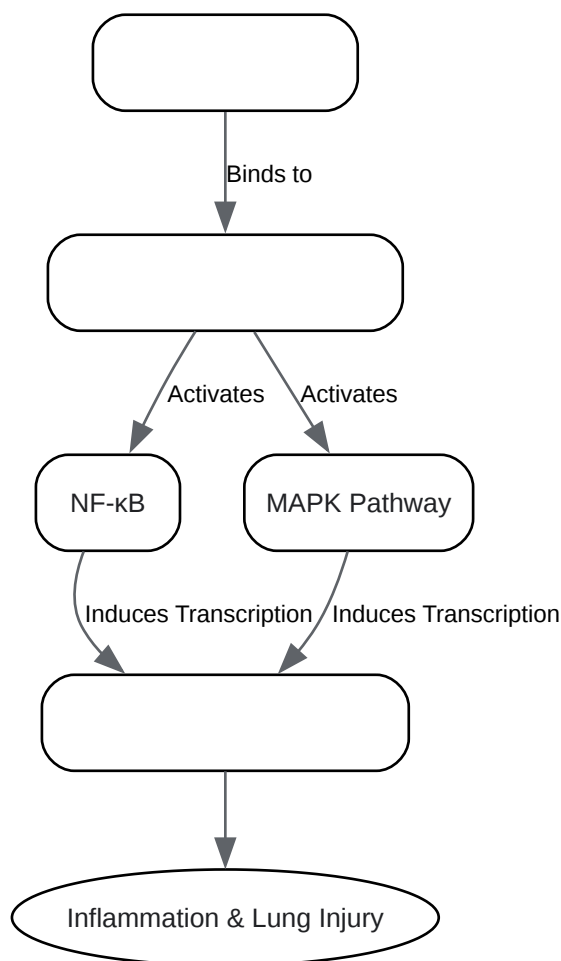 Binds to
Activates
Activates
NF-κB
MAPK Pathway
Induces Transcription
Induces Transcription
Inflammation & Lung Injury